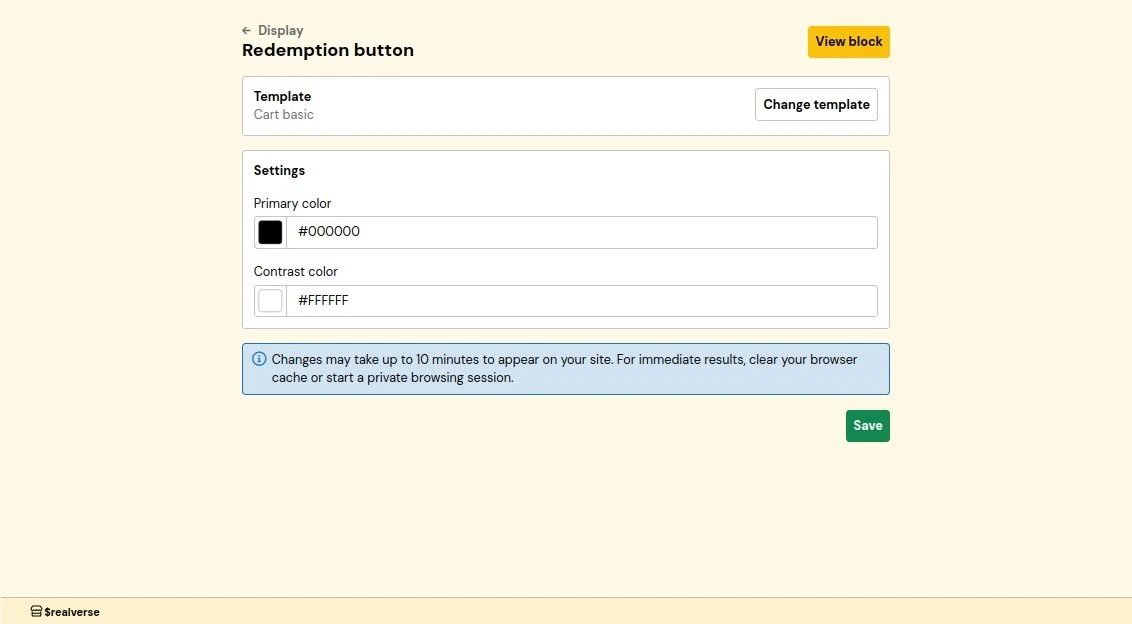 ← Display
Redemption button
View block
Template
Cart basic
Change template
Settings
Primary color
#000000
Contrast color
#FFFFFF
Changes may take up to 10 minutes to appear on your site. For immediate results, clear your browser
cache or start a private browsing session.
Save
$realverse